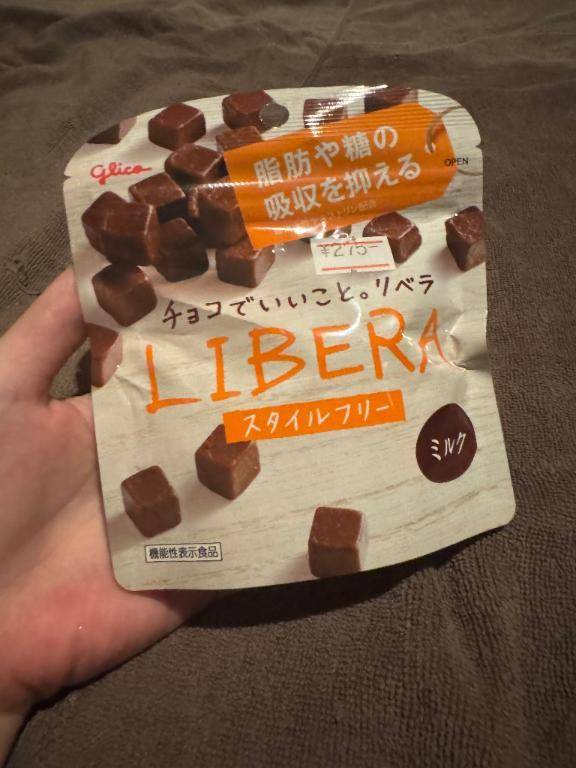 glico
脂肪や糖の
吸収を抑える
OPEN
¥275-
チョコでいいこと。リベラ
LIBERA
スタイルフリー
ミルク
機能性表示食品